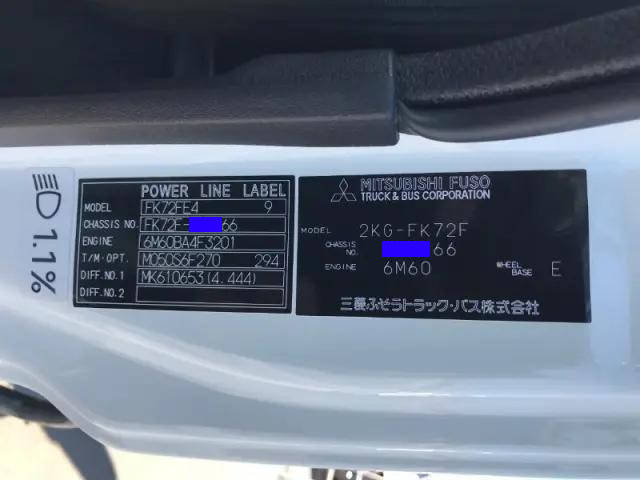 1.1%
POWER LINE LABEL
MODEL FK72FE4 9
CHASSIS NO. FK72F- 66
ENGINE 6M60BA4F3201
T/M·OPT. M050S6F270 294
DIFF.NO.1 MK610653(4.444)
DIFF.NO.2
MITSUBISHI FUSO
TRUCK & BUS CORPORATION
MODEL 2KG-FK72F
CHASSIS NO. 66
ENGINE 6M60 WHEEL BASE E
三菱ふそうトラック・バス株式会社